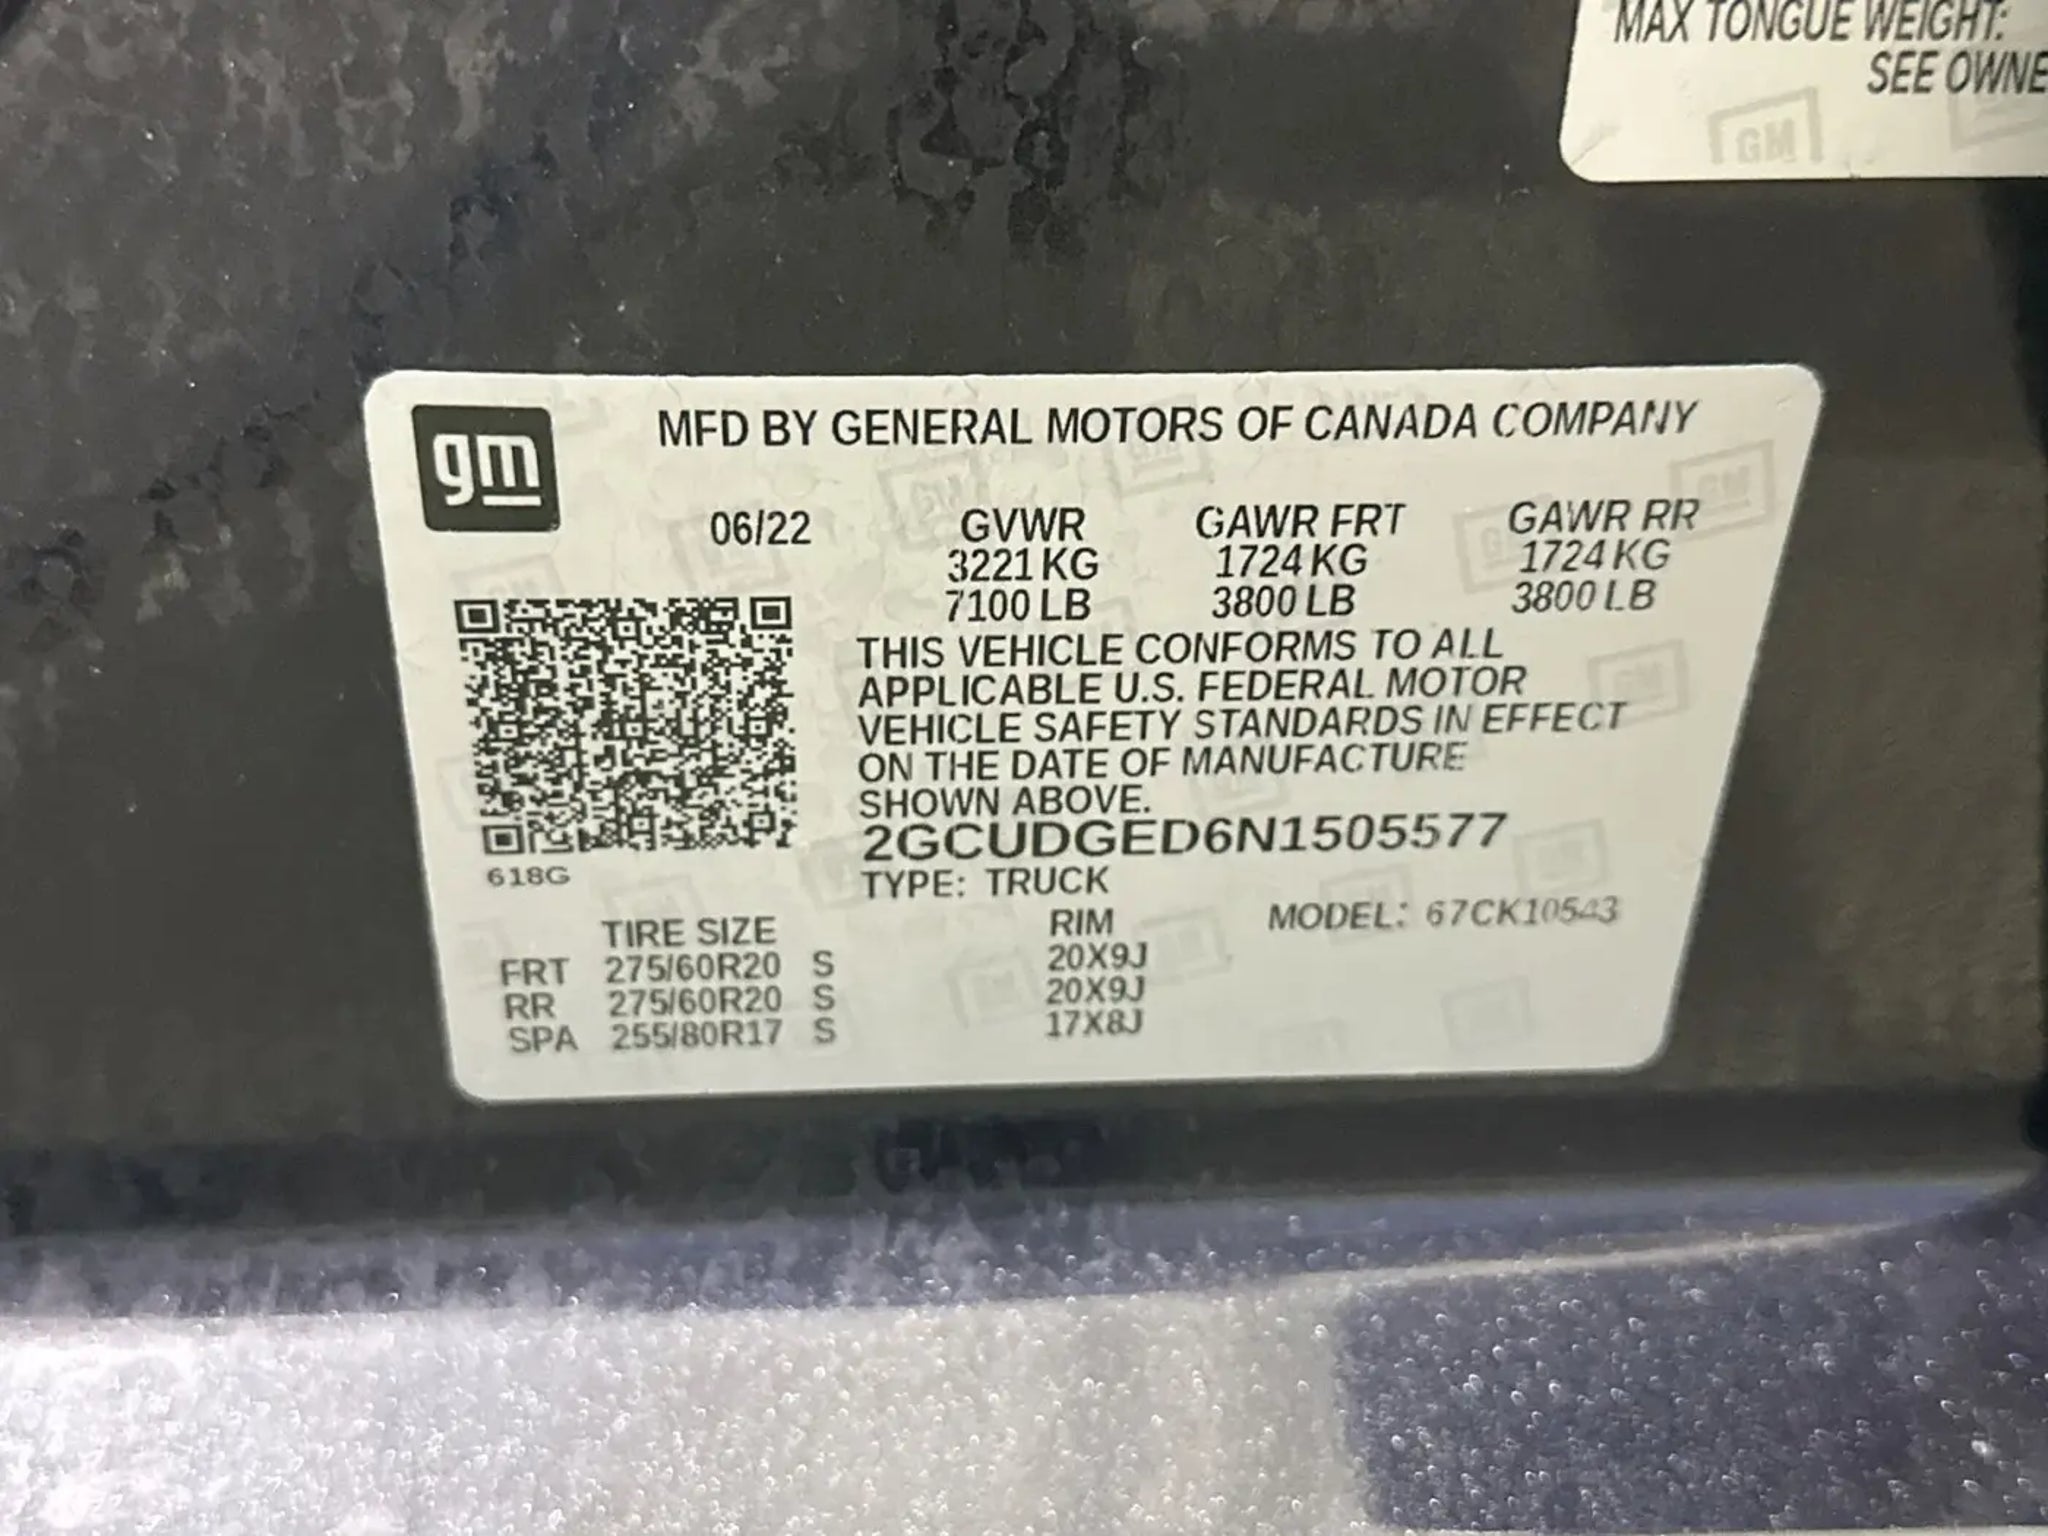 MAX TONGUE WEIGHT:
SEE OWNE
GM
gm
MFD BY GENERAL MOTORS OF CANADA COMPANY
06/22 GVWR GAWR FRT GAWR RR
3221 KG 1724 KG 1724 KG
7100 LB 3800 LB 3800 LB
THIS VEHICLE CONFORMS TO ALL
APPLICABLE U.S. FEDERAL MOTOR
VEHICLE SAFETY STANDARDS IN EFFECT
ON THE DATE OF MANUFACTURE
SHOWN ABOVE.
2GCUDGED6N1505577
618G
TYPE: TRUCK
TIRE SIZE RIM MODEL: 67CK10543
FRT 275/60R20 S 20X9J
RR 275/60R20 S 20X9J
SPA 255/80R17 S 17X8J